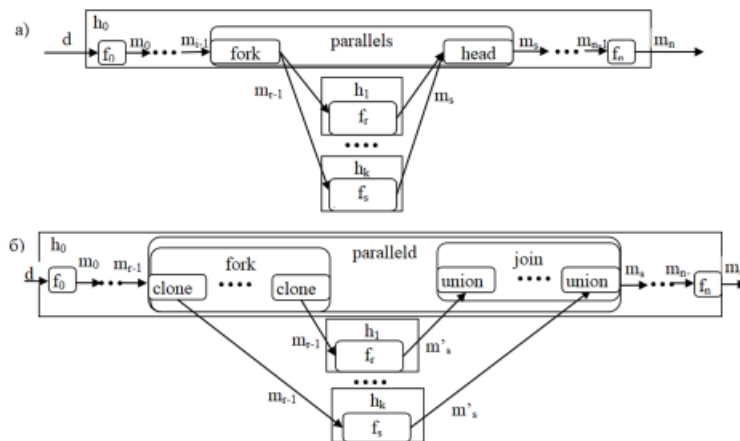 а)
h₀
d
f₀
m₀
mᵢ₋₁
fork
parallels
head
mₛ
mₙ₋₁
fₙ
mₙ
mᵣ₋₁
h₁
fᵣ
mₛ
hₖ
fₛ
б)
h₀
d
f₀
m₀
mᵣ₋₁
fork
clone
clone
paralleld
join
union
union
mₛ
mₙ₋
fₙ
mᵣ₋₁
h₁
fᵣ
m'ₛ
mᵣ₋₁
hₖ
fₛ
m'ₛ